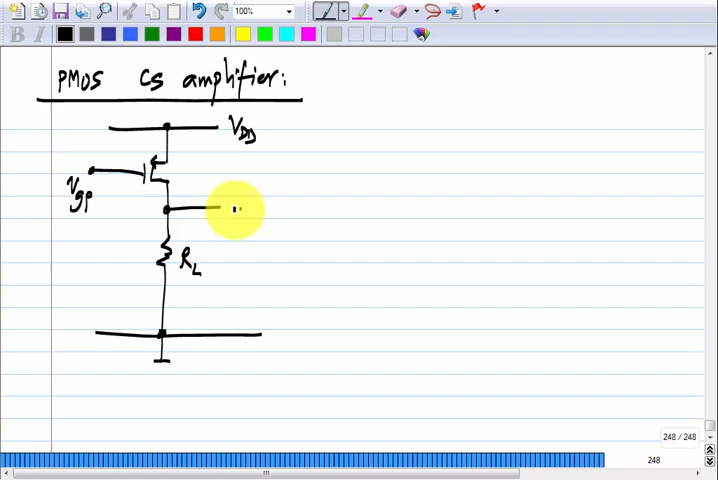 100%
B I
PMOS CS amplifier:
VDD
Vgp
RL
248 / 248
248